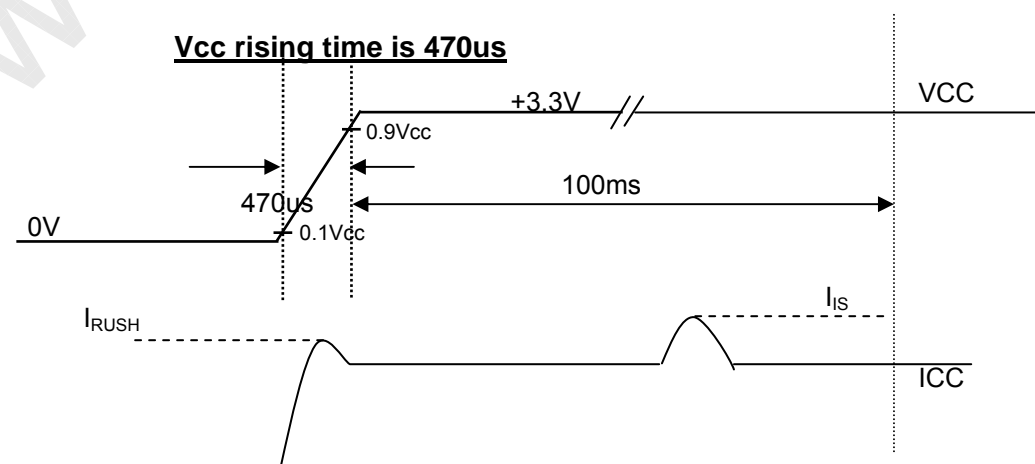 Vcc rising time is 470us
+3.3V
VCC
0.9Vcc
100ms
470us
0V
0.1Vcc
IRUSH
IIS
ICC